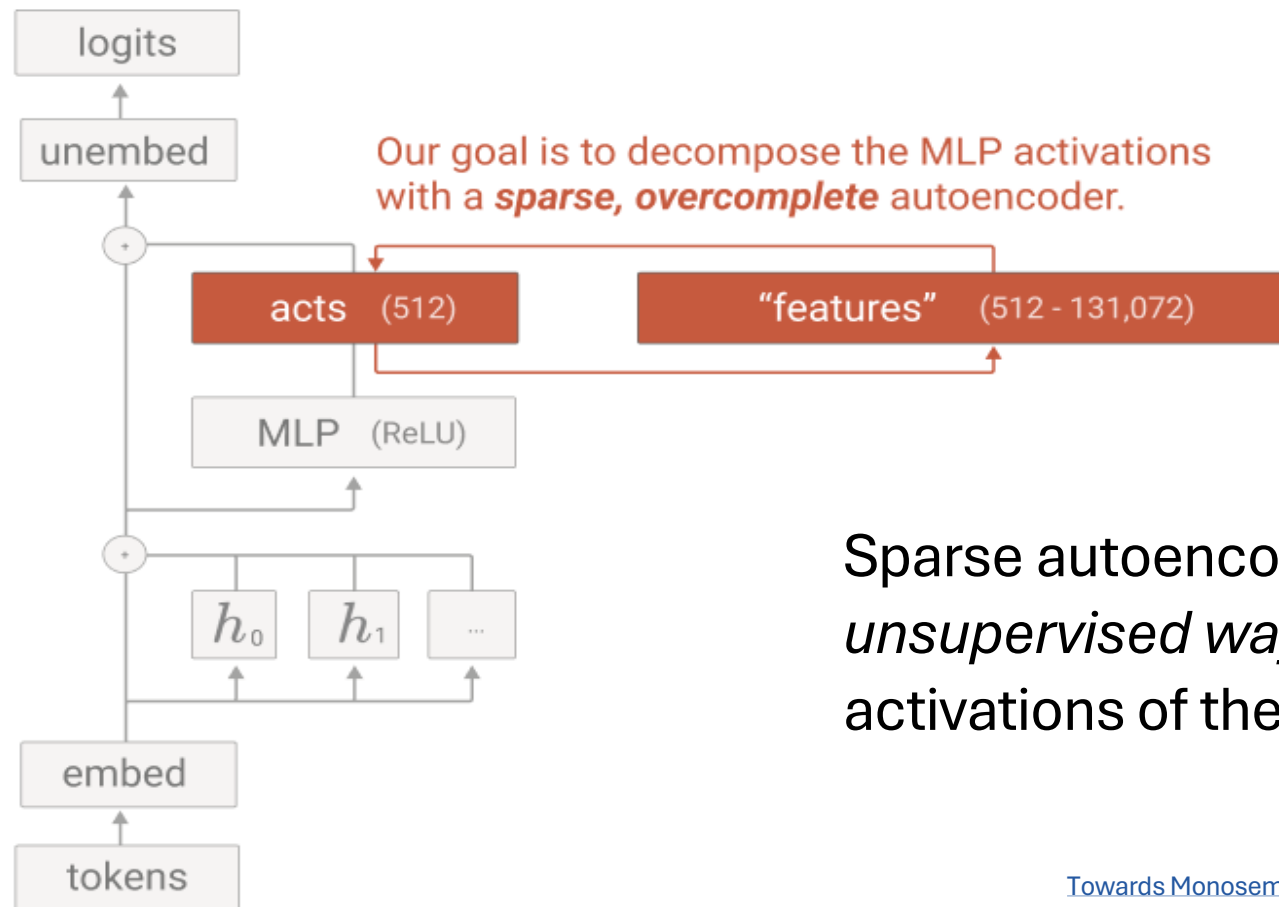 logits
unembed
Our goal is to decompose the MLP activations
with a sparse, overcomplete autoencoder.
+
acts (512)
“features” (512 - 131,072)
MLP (ReLU)
+
h0 h1 ...
Sparse autoenco
unsupervised wa
activations of the
embed
tokens
Towards Monosem